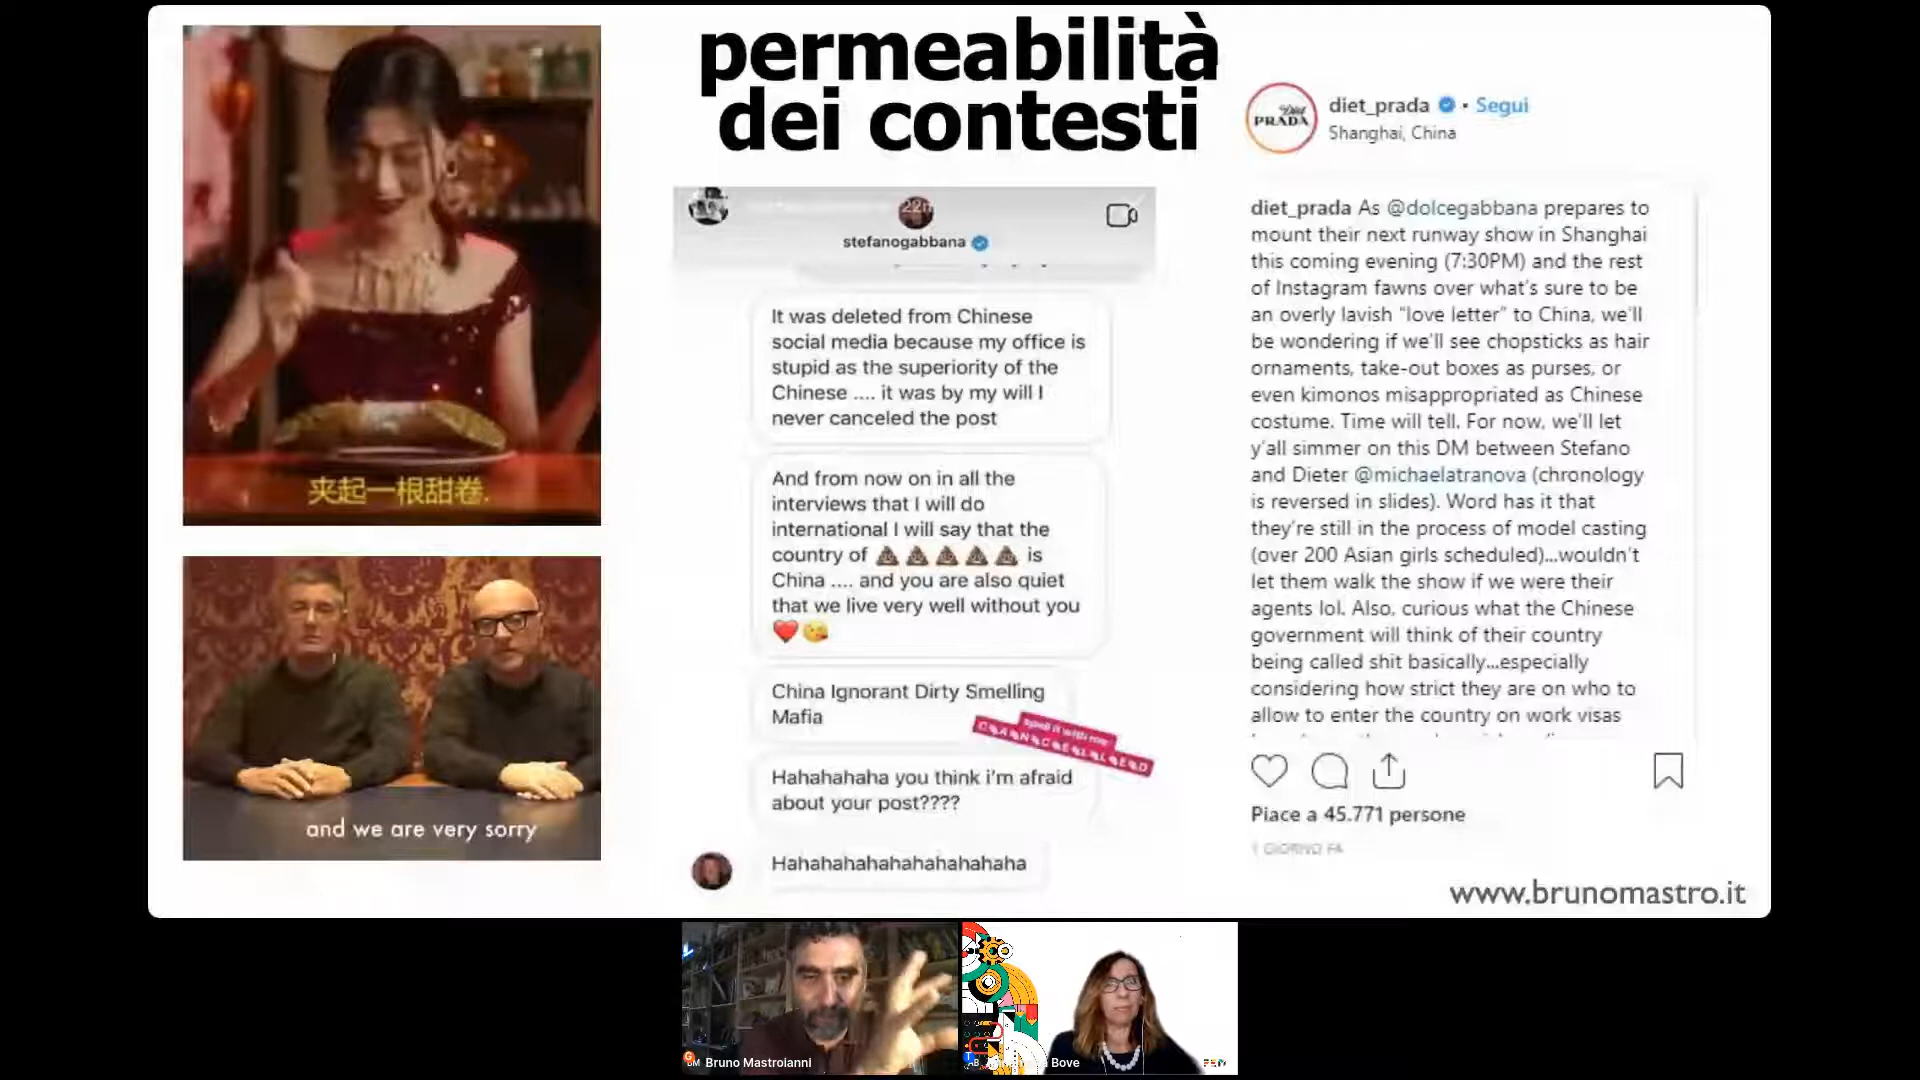 permeabilità
dei contesti
夹起一根甜卷.
and we are very sorry
22h
stefanogabbana
It was deleted from Chinese
social media because my office is
stupid as the superiority of the
Chinese .... it was by my will I
never canceled the post
And from now on in all the
interviews that I will do
international I will say that the
country of 💩💩💩💩💩 is
China .... and you are also quiet
that we live very well without you
❤️😘
China Ignorant Dirty Smelling
Mafia
spell it with me
C A N C E L L E D
Hahahahaha you think i'm afraid
about your post????
Hahahahahahahahahaha
Diet
PRADA
diet_prada • Segui
Shanghai, China
diet_prada As @dolcegabbana prepares to
mount their next runway show in Shanghai
this coming evening (7:30PM) and the rest
of Instagram fawns over what's sure to be
an overly lavish "love letter" to China, we'll
be wondering if we'll see chopsticks as hair
ornaments, take-out boxes as purses, or
even kimonos misappropriated as Chinese
costume. Time will tell. For now, we'll let
y'all simmer on this DM between Stefano
and Dieter @michaelatranova (chronology
is reversed in slides). Word has it that
they're still in the process of model casting
(over 200 Asian girls scheduled)...wouldn't
let them walk the show if we were their
agents lol. Also, curious what the Chinese
government will think of their country
being called shit basically...especially
considering how strict they are on who to
allow to enter the country on work visas
Piace a 45.771 persone
1 GIORNO FA
www.brunomastro.it
BM Bruno Mastroianni
AB
Bove